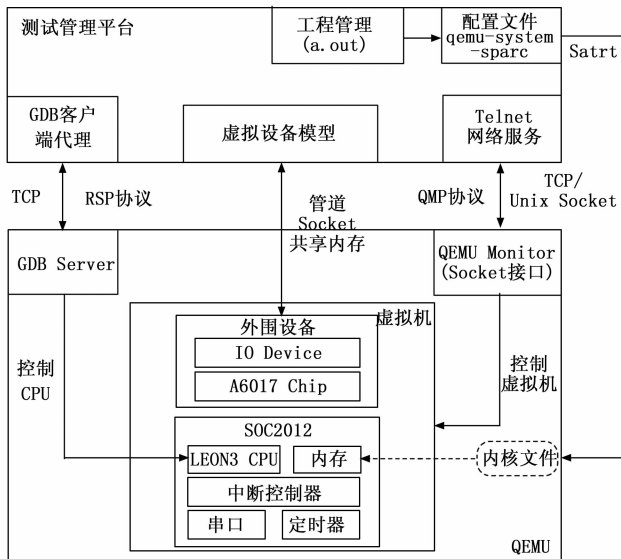 测试管理平台
工程管理
(a.out)
配置文件
qemu-system
-sparc
Satrt
GDB客户
端代理
虚拟设备模型
Telnet
网络服务
TCP
RSP协议
管道
Socket
共享内存
QMP协议
TCP/
Unix Socket
GDB Server
QEMU Monitor
(Socket接口)
虚拟机
外围设备
IO Device
A6017 Chip
控制
CPU
控制
虚拟机
SOC2012
LEON3 CPU
内存
内核文件
中断控制器
串口
定时器
QEMU